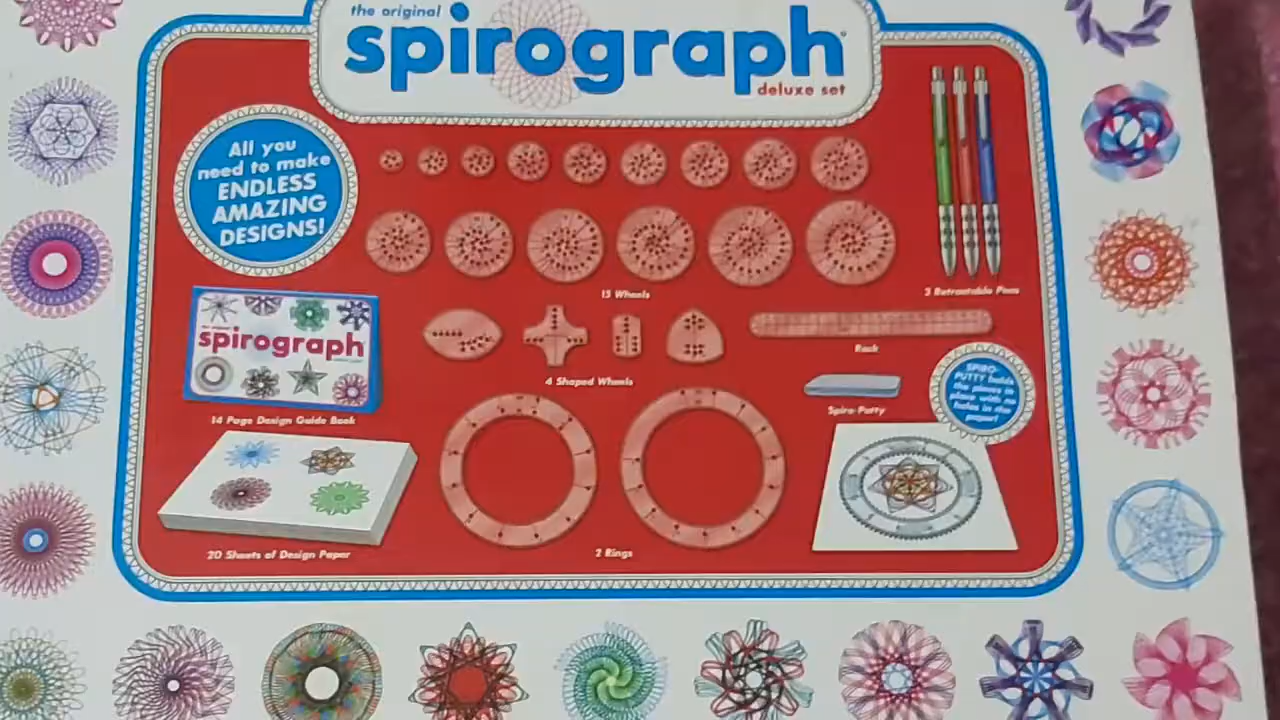 the original
spirograph
deluxe set
All you
need to make
ENDLESS
AMAZING
DESIGNS!
15 Wheels
3 Retractable Pens
the original
spirograph
14 Page Design Guide Book
4 Shaped Wheels
Rack
Spiro-Putty
SPIRO-
PUTTY holds
the pieces in
place with no
holes in the
paper!
20 Sheets of Design Paper
2 Rings